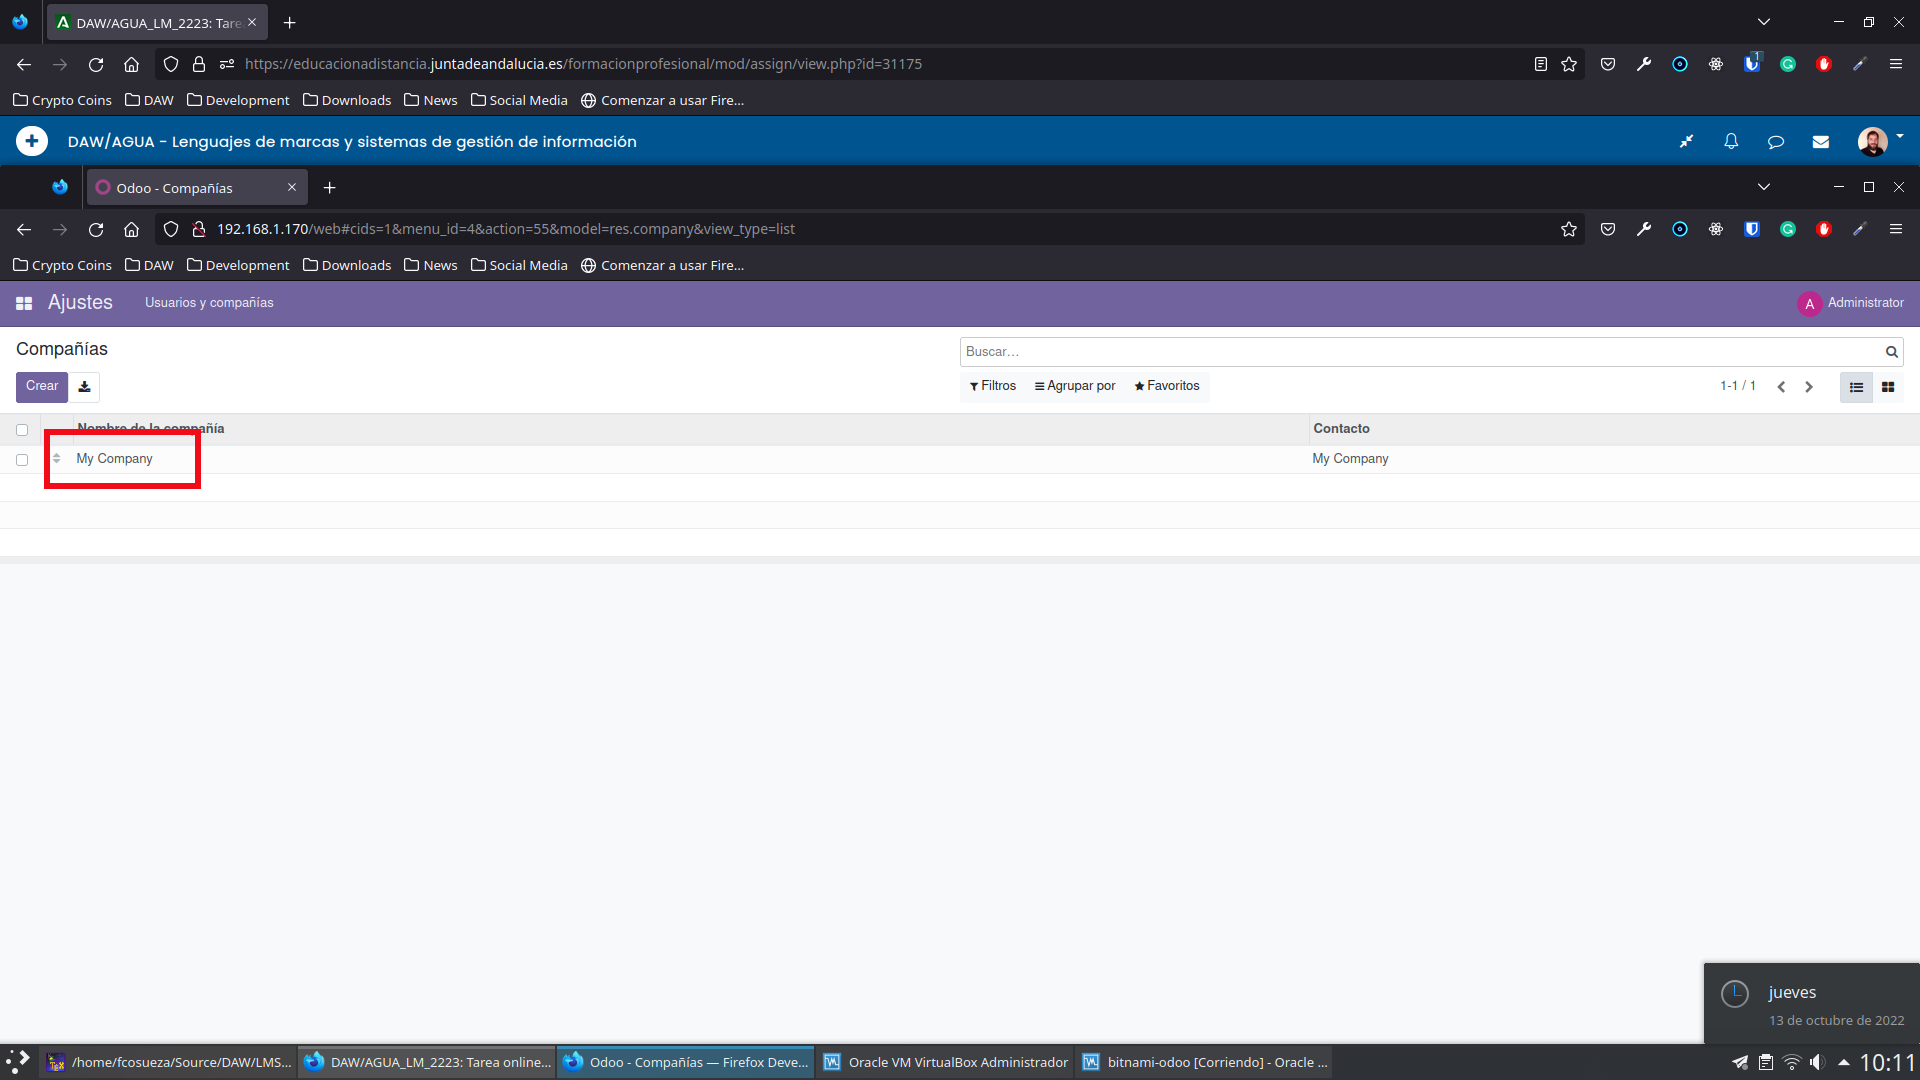 DAW/AGUA_LM_2223: Tare
https://educacionadistancia.juntadeandalucia.es/formacionprofesional/mod/assign/view.php?id=31175
1
Crypto Coins DAW Development Downloads News Social Media Comenzar a usar Fire...
DAW/AGUA - Lenguajes de marcas y sistemas de gestión de información
Odoo - Compañías
192.168.1.170/web#cids=1&menu_id=4&action=55&model=res.company&view_type=list
Crypto Coins DAW Development Downloads News Social Media Comenzar a usar Fire...
Ajustes Usuarios y compañías A Administrator
Compañías
Buscar...
Crear
Filtros Agrupar por Favoritos 1-1 / 1
Nombre de la compañía Contacto
My Company My Company
jueves
13 de octubre de 2022
/home/fcosueza/Source/DAW/LMS... DAW/AGUA_LM_2223: Tarea online... Odoo - Compañías — Firefox Deve... Oracle VM VirtualBox Administrador bitnami-odoo [Corriendo] - Oracle ... 10:11